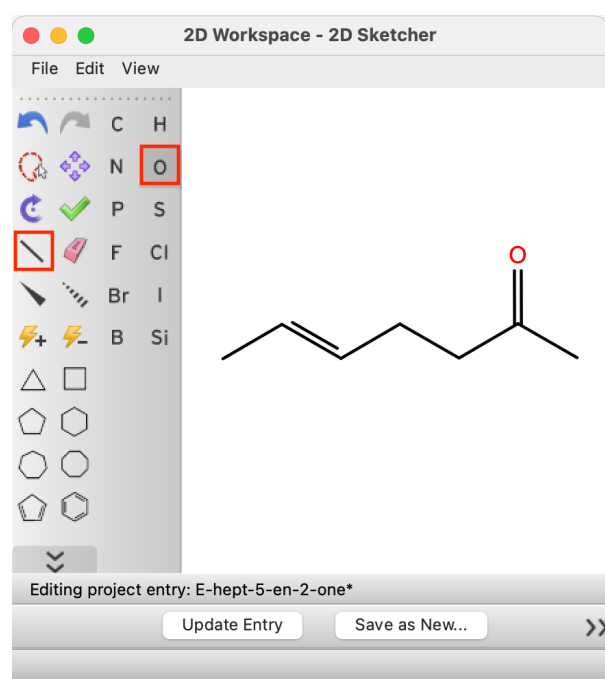 2D Workspace - 2D Sketcher
File Edit View
C H
N O
P S
F Cl
Br I
B Si
O
Editing project entry: E-hept-5-en-2-one*
Update Entry Save as New...